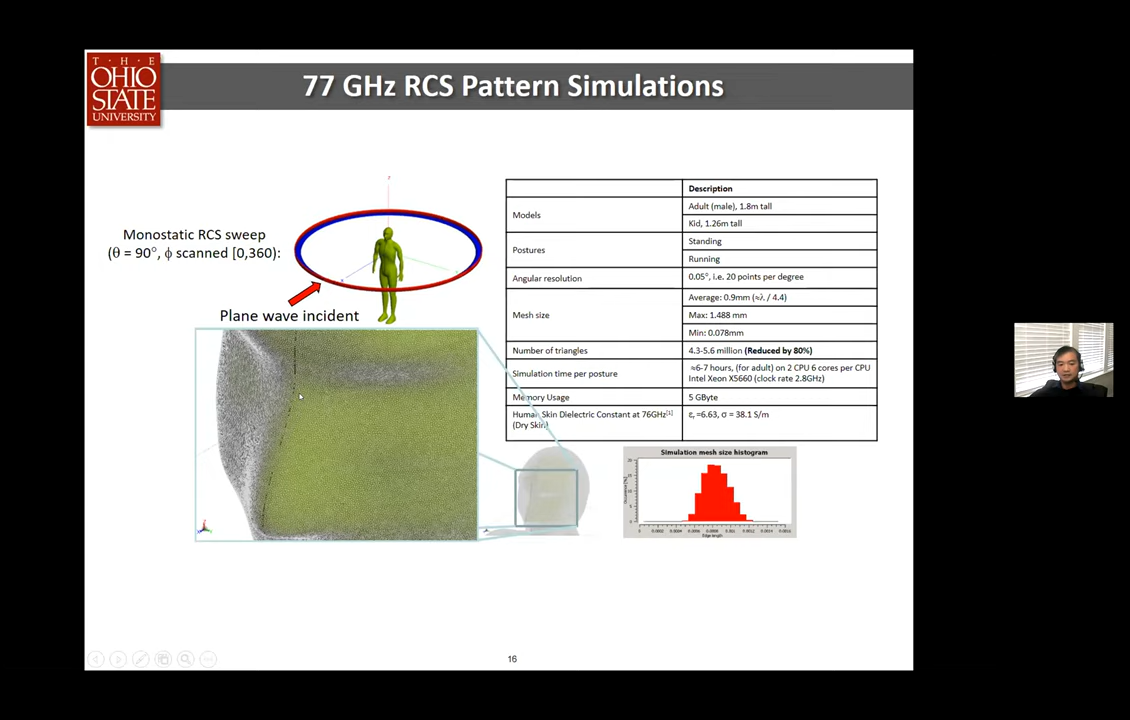 T · H · E
OHIO
STATE
UNIVERSITY
77 GHz RCS Pattern Simulations
Monostatic RCS sweep
(θ = 90°, ϕ scanned [0,360):
Plane wave incident
Description
Models
Adult (male), 1.8m tall
Kid, 1.26m tall
Postures
Standing
Running
Angular resolution
0.05°, i.e. 20 points per degree
Mesh size
Average: 0.9mm (≈λ / 4.4)
Max: 1.488 mm
Min: 0.078mm
Number of triangles
4.3-5.6 million (Reduced by 80%)
Simulation time per posture
≈6-7 hours, (for adult) on 2 CPU 6 cores per CPU
Intel Xeon X5660 (clock rate 2.8GHz)
Memory Usage
5 GByte
Human Skin Dielectric Constant at 76GHz[1]
(Dry Skin)
εr =6.63, σ = 38.1 S/m
Simulation mesh size histogram
Edge length
16